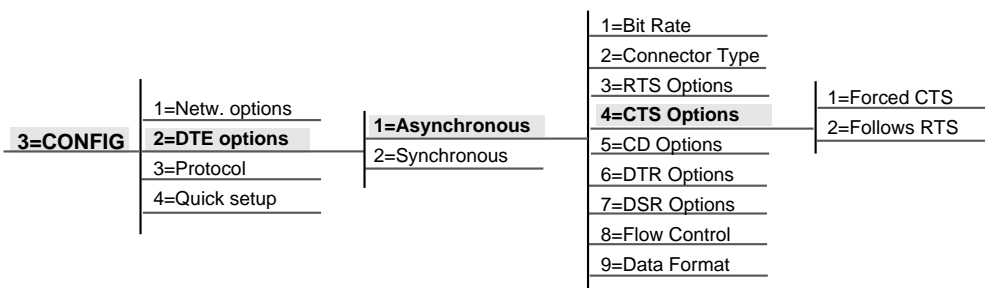 3=CONFIG
1=Netw. options
2=DTE options
3=Protocol
4=Quick setup
1=Asynchronous
2=Synchronous
1=Bit Rate
2=Connector Type
3=RTS Options
4=CTS Options
5=CD Options
6=DTR Options
7=DSR Options
8=Flow Control
9=Data Format
1=Forced CTS
2=Follows RTS